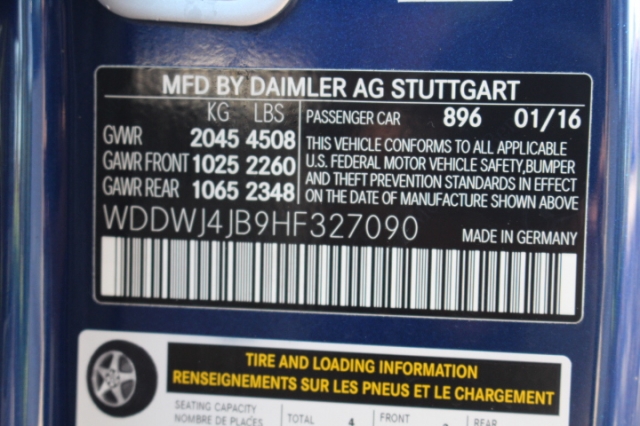 MFD BY DAIMLER AG STUTTGART
KG LBS
GVWR 2045 4508
GAWR FRONT 1025 2260
GAWR REAR 1065 2348
PASSENGER CAR 896 01/16
THIS VEHICLE CONFORMS TO ALL APPLICABLE
U.S. FEDERAL MOTOR VEHICLE SAFETY, BUMPER
AND THEFT PREVENTION STANDARDS IN EFFECT
ON THE DATE OF MANUFACTURE SHOWN ABOVE
WDDWJ4JB9HF327090
MADE IN GERMANY
TIRE AND LOADING INFORMATION
RENSEIGNEMENTS SUR LES PNEUS ET LE CHARGEMENT
SEATING CAPACITY
NOMBRE DE PLACES
TOTAL 4
FRONT
REAR